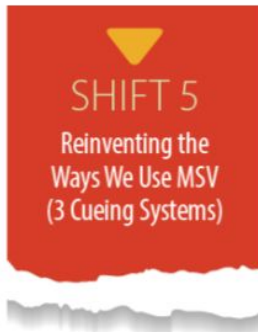 SHIFT 5
Reinventing the
Ways We Use MSV
(3 Cueing Systems)